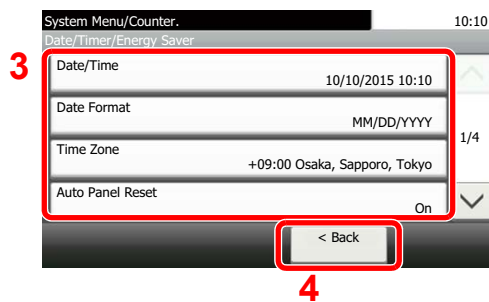 System Menu/Counter. 10:10
Date/Timer/Energy Saver
3
Date/Time
10/10/2015 10:10
Date Format
MM/DD/YYYY
1/4
Time Zone
+09:00 Osaka, Sapporo, Tokyo
Auto Panel Reset
On
< Back
4